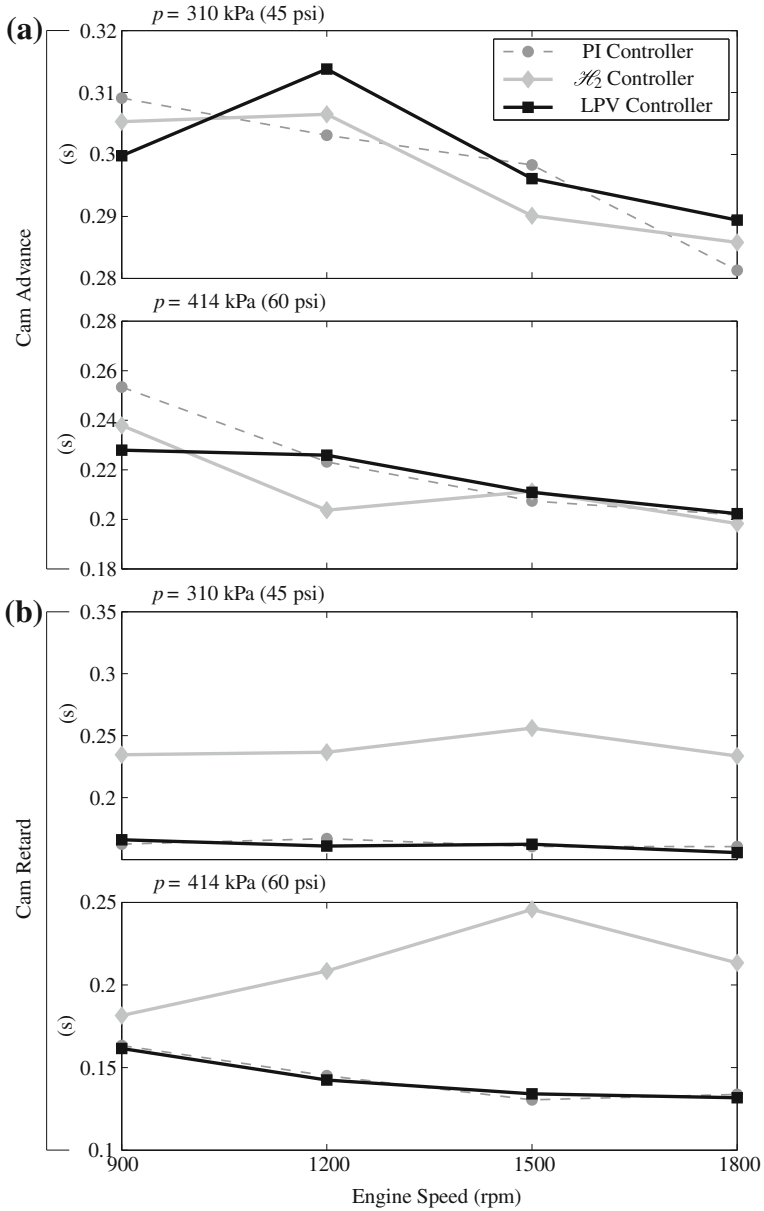 (a)
p = 310 kPa (45 psi)
0.32
0.31
0.3
0.29
0.28
(s)
PI Controller
ℋ₂ Controller
LPV Controller
Cam Advance
p = 414 kPa (60 psi)
0.28
0.26
0.24
0.22
0.2
0.18
(s)
(b)
p = 310 kPa (45 psi)
0.35
0.3
0.25
0.2
(s)
Cam Retard
p = 414 kPa (60 psi)
0.25
0.2
0.15
0.1
(s)
900 1200 1500 1800
Engine Speed (rpm)